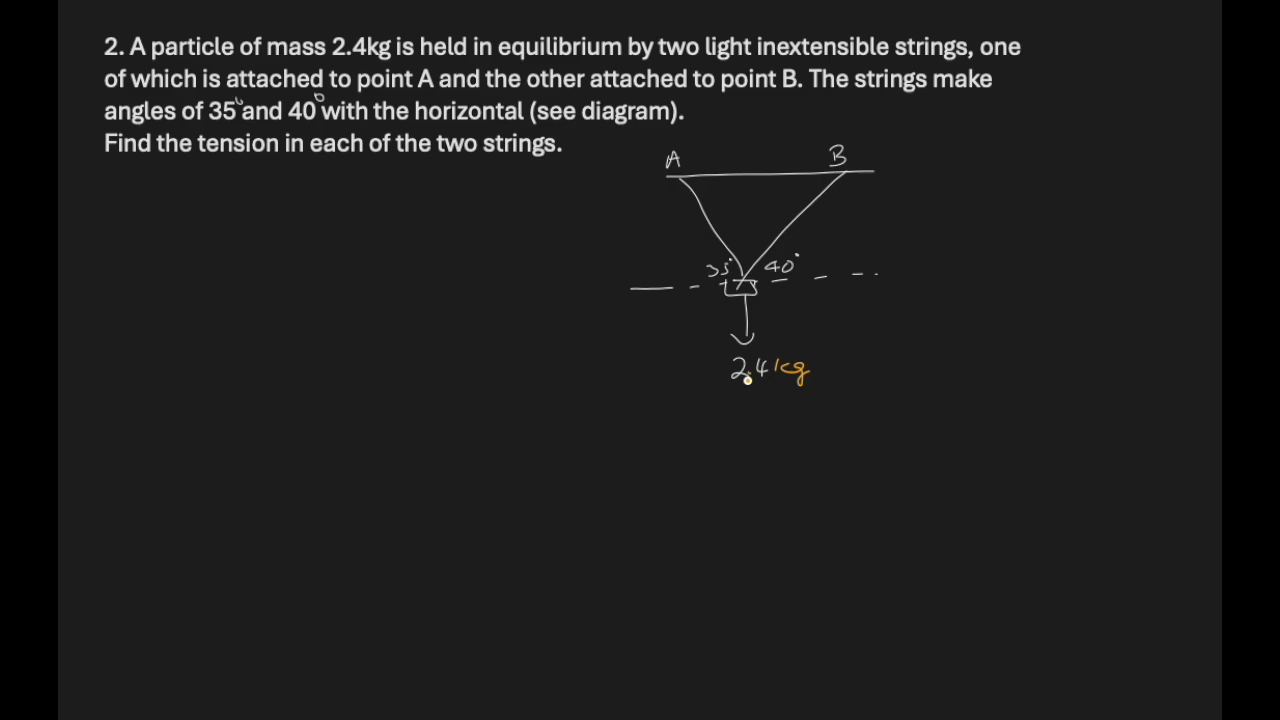 2. A particle of mass 2.4kg is held in equilibrium by two light inextensible strings, one
of which is attached to point A and the other attached to point B. The strings make
angles of 35° and 40° with the horizontal (see diagram).
Find the tension in each of the two strings.
A B
35° 40°
2.4kg